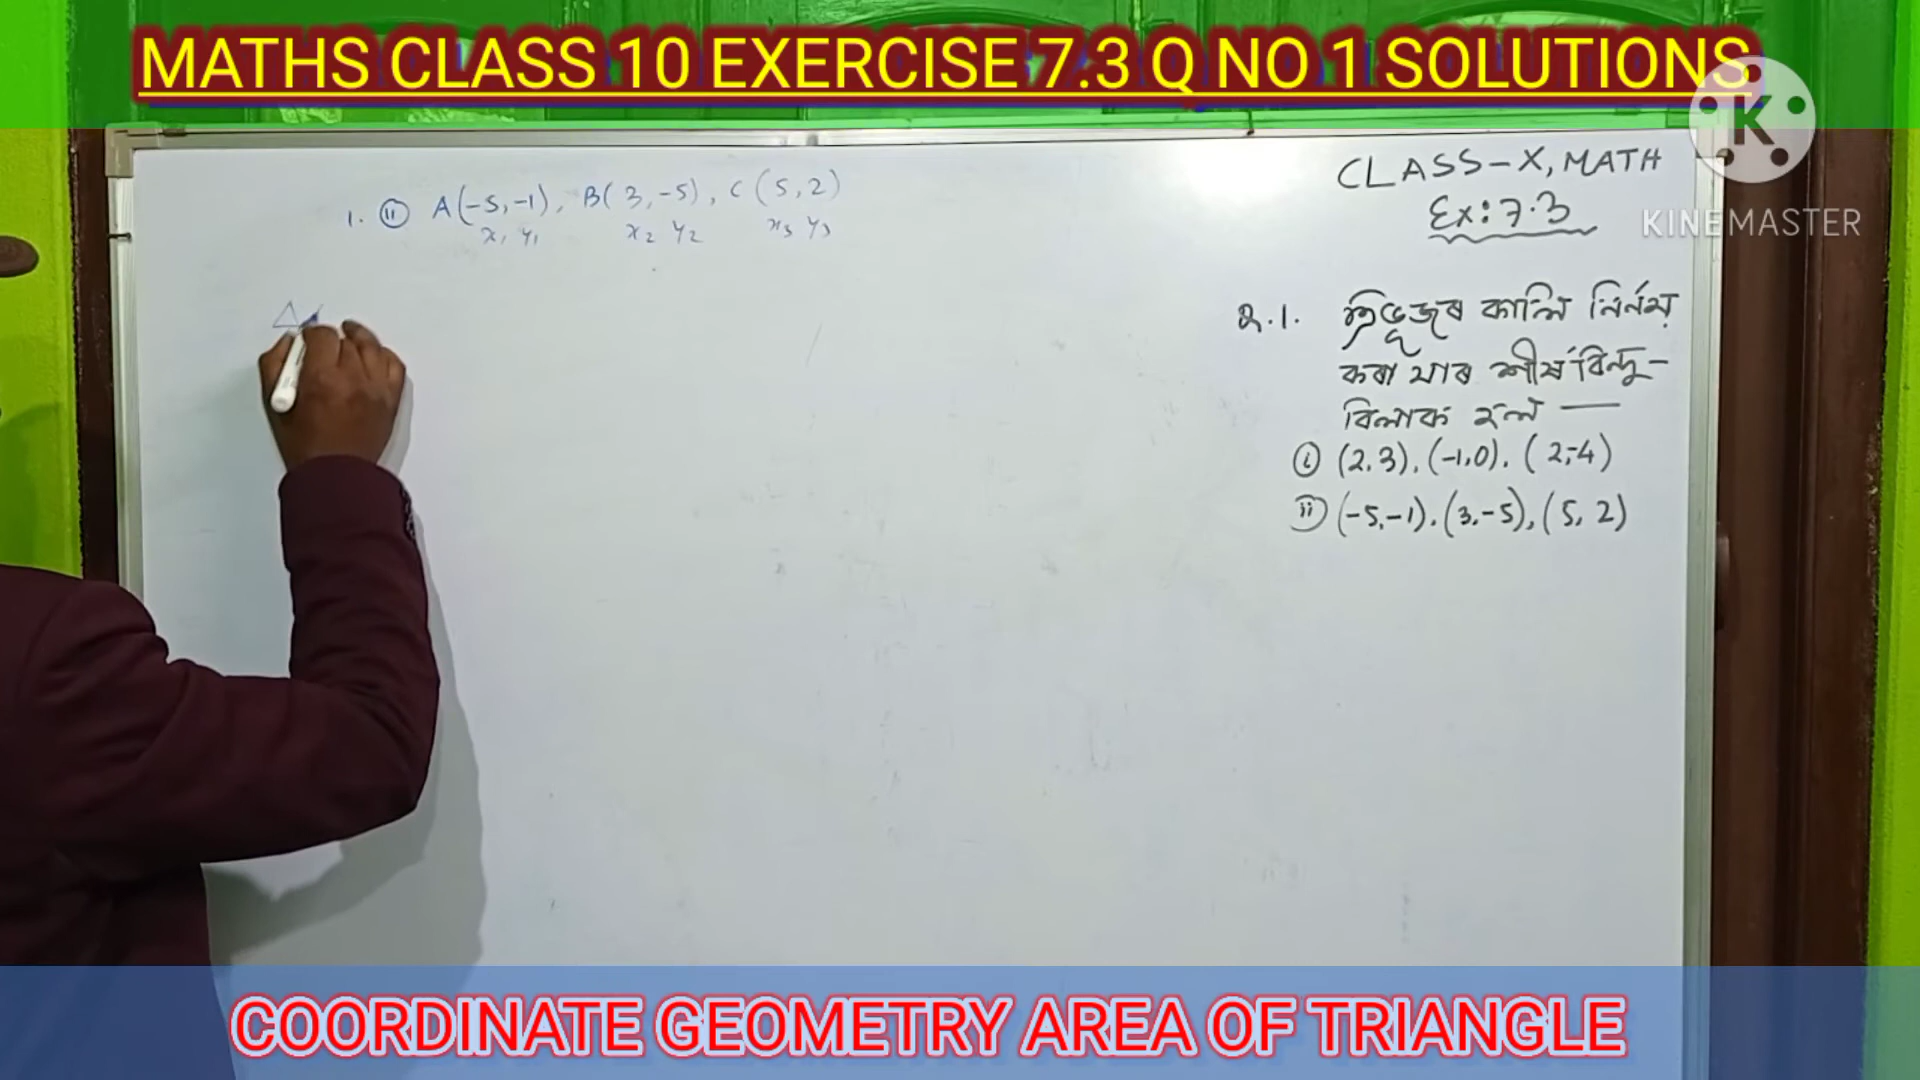 MATHS CLASS 10 EXERCISE 7.3 Q NO 1 SOLUTIONS
K
KINEMASTER
CLASS-X, MATH
Ex: 7.3
1. (ii) A(-5,-1), B(3,-5), C(5,2)
x₁ y₁ x₂ y₂ x₃ y₃
Q.1. ত্ৰিভূজৰ কালি নিৰ্নয়
কৰা যাৰ শীৰ্ষবিন্দু-
বিলাক হ'ল —
(i) (2,3), (-1,0), (2,-4)
(ii) (-5,-1), (3,-5), (5,2)
COORDINATE GEOMETRY AREA OF TRIANGLE